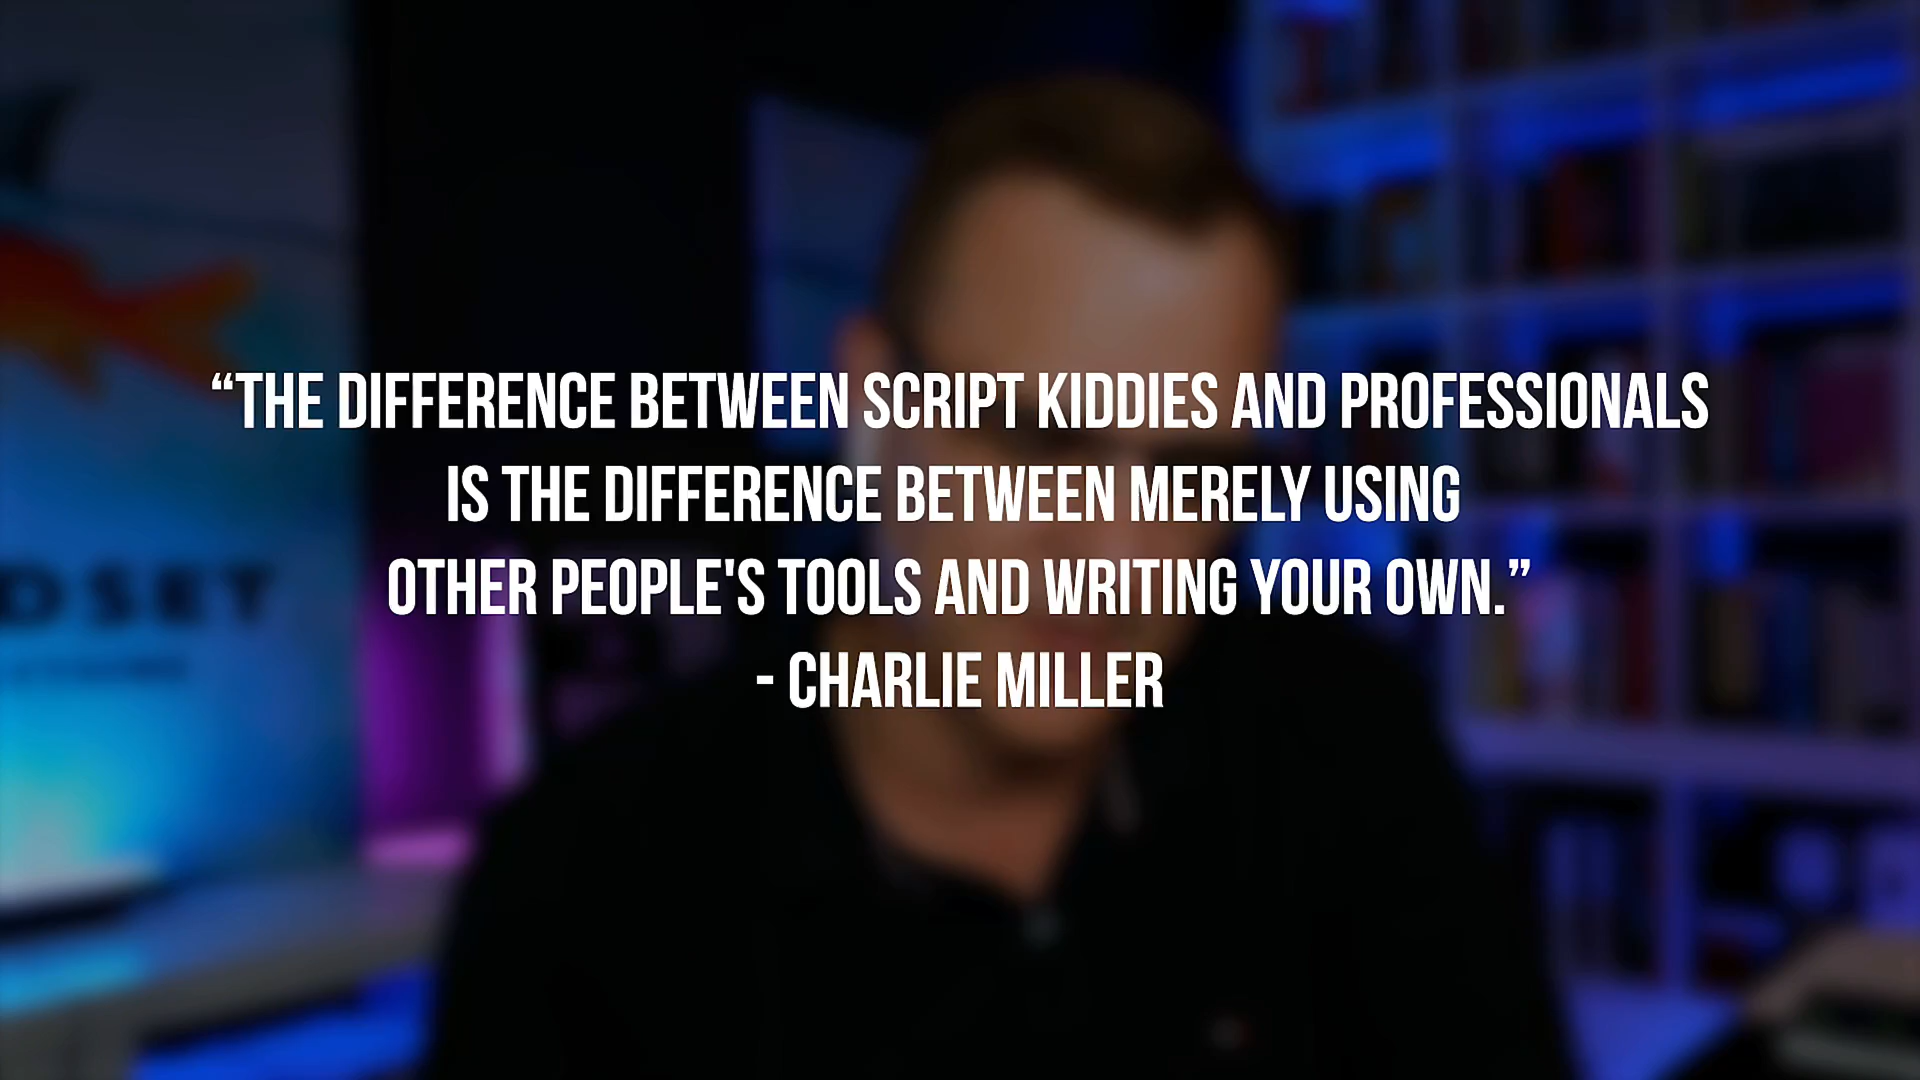 “THE DIFFERENCE BETWEEN SCRIPT KIDDIES AND PROFESSIONALS
IS THE DIFFERENCE BETWEEN MERELY USING
OTHER PEOPLE'S TOOLS AND WRITING YOUR OWN.”
- CHARLIE MILLER
DSET